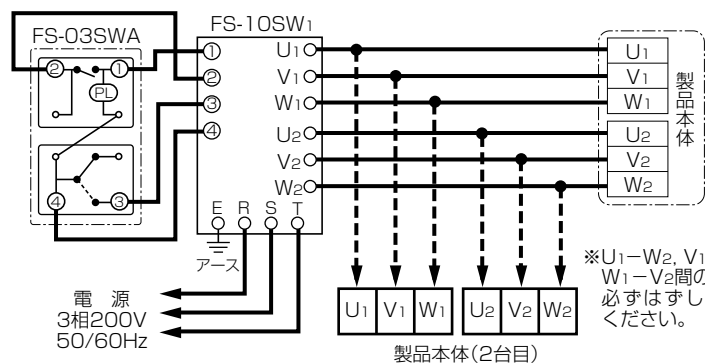 FS-10SW1
FS-03SWA
② ① PL
④ ③
① ② ③ ④
U1
V1
W1
U2
V2
W2
E R S T
アース
U1
V1
W1
U2
V2
W2
製品本体
電 源
3相200V
50/60Hz
U1 V1 W1
U2 V2 W2
製品本体(2台目)
※U1−W2, V1
W1−V2間の
必ずはずし
ください。